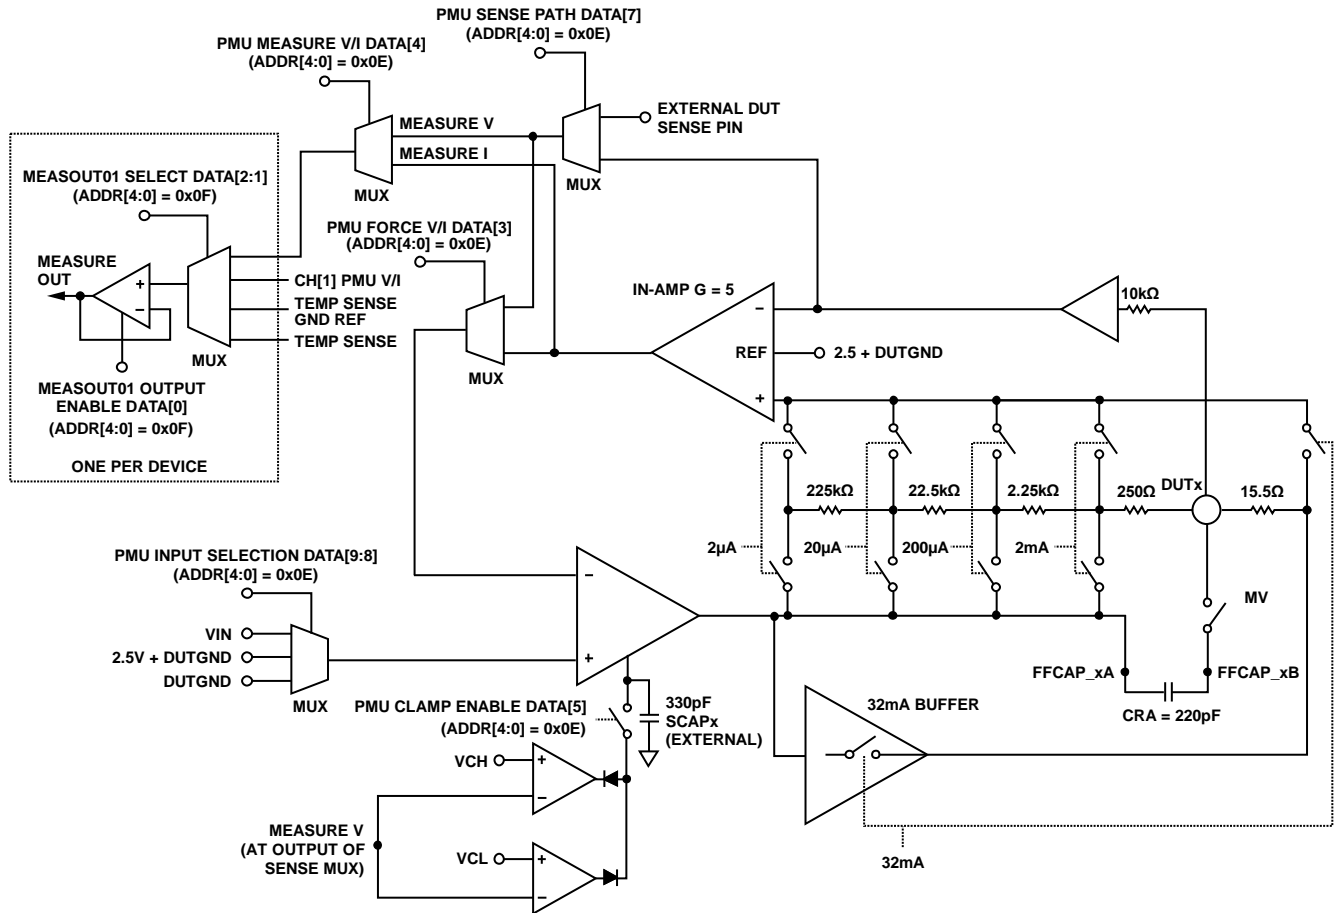 PMU SENSE PATH DATA[7]
(ADDR[4:0] = 0x0E)
PMU MEASURE V/I DATA[4]
(ADDR[4:0] = 0x0E)
EXTERNAL DUT
SENSE PIN
MEASURE V
MEASURE I
MUX
MUX
MEASOUT01 SELECT DATA[2:1]
(ADDR[4:0] = 0x0F)
PMU FORCE V/I DATA[3]
(ADDR[4:0] = 0x0E)
MEASURE
OUT
+
−
CH[1] PMU V/I
TEMP SENSE
GND REF
TEMP SENSE
MUX
MEASOUT01 OUTPUT
ENABLE DATA[0]
(ADDR[4:0] = 0x0F)
ONE PER DEVICE
MUX
IN-AMP G = 5
−
REF
+
2.5 + DUTGND
10kΩ
225kΩ
22.5kΩ
2.25kΩ
250Ω
DUTx
15.5Ω
2µA
20µA
200µA
2mA
MV
PMU INPUT SELECTION DATA[9:8]
(ADDR[4:0] = 0x0E)
VIN
2.5V + DUTGND
DUTGND
MUX
−
+
FFCAP_xA
FFCAP_xB
CRA = 220pF
PMU CLAMP ENABLE DATA[5]
(ADDR[4:0] = 0x0E)
330pF
SCAPx
(EXTERNAL)
32mA BUFFER
VCH
+
−
MEASURE V
(AT OUTPUT OF
SENSE MUX)
VCL
+
−
32mA